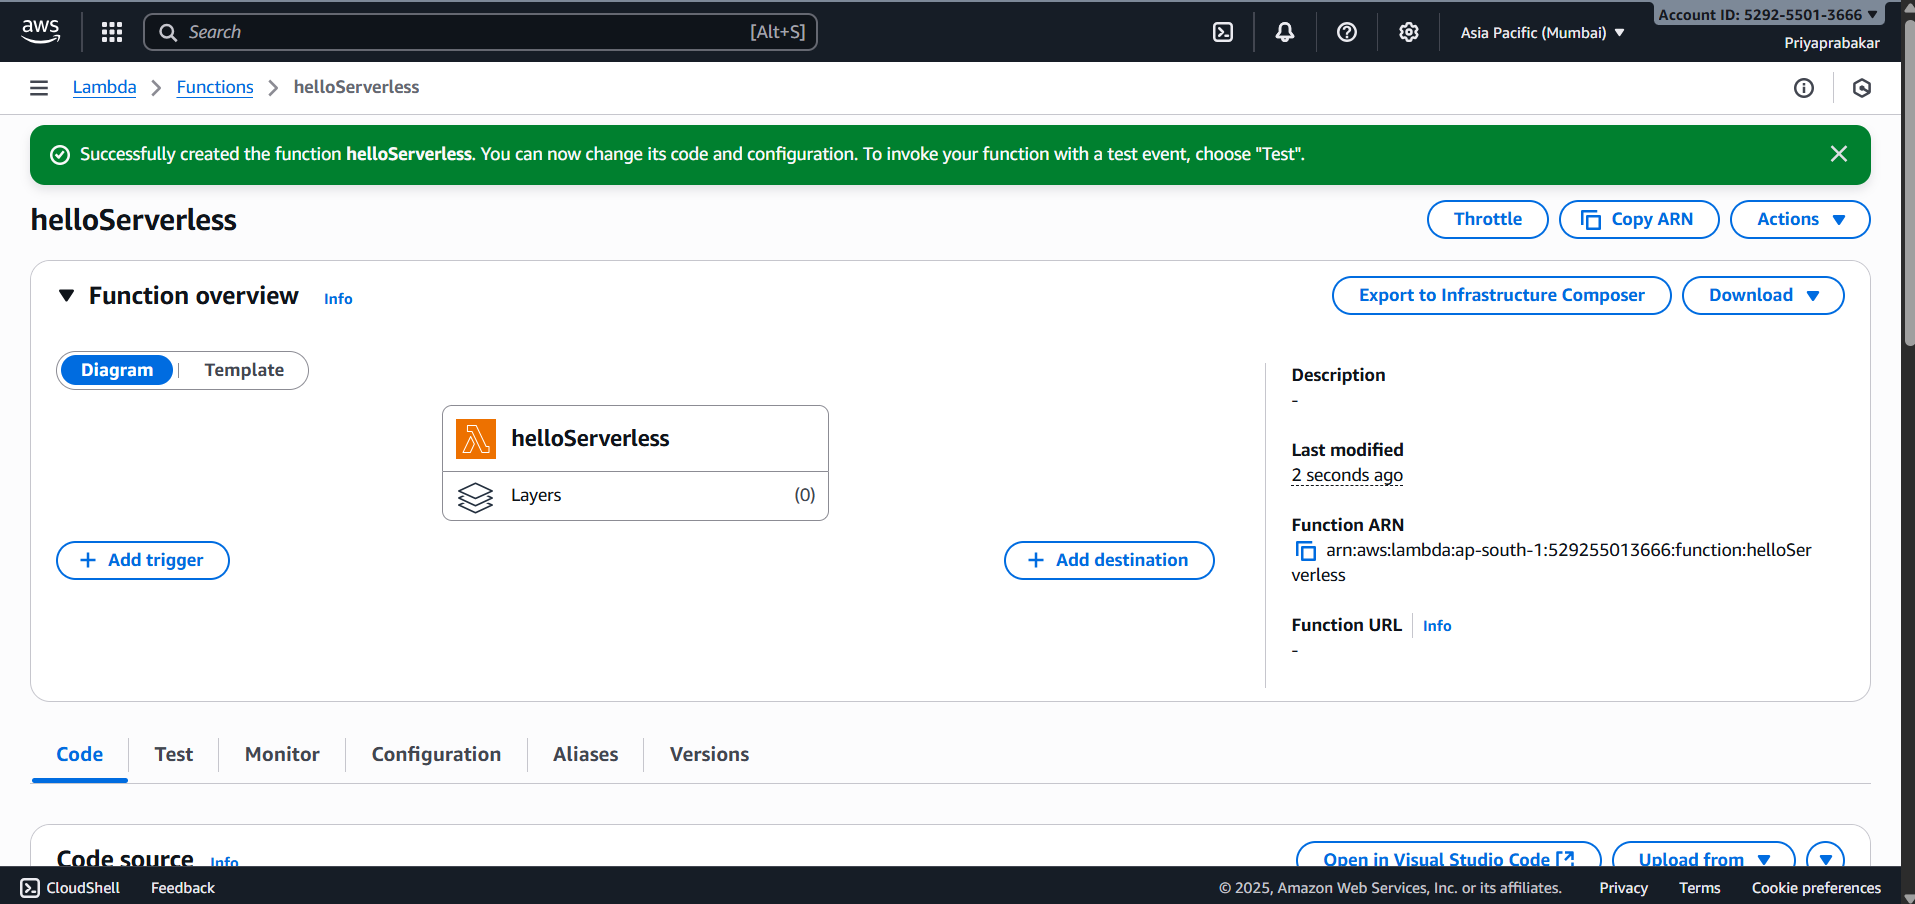 aws
Search
[Alt+S]
Asia Pacific (Mumbai)
Account ID: 5292-5501-3666
Priyaprabakar
Lambda
Functions
helloServerless
Successfully created the function helloServerless. You can now change its code and configuration. To invoke your function with a test event, choose "Test".
helloServerless
Throttle
Copy ARN
Actions
Function overview
Info
Export to Infrastructure Composer
Download
Diagram
Template
helloServerless
Layers
(0)
Add trigger
Add destination
Description
-
Last modified
2 seconds ago
Function ARN
arn:aws:lambda:ap-south-1:529255013666:function:helloSer
verless
Function URL
Info
-
Code
Test
Monitor
Configuration
Aliases
Versions
Code source
Info
Open in Visual Studio Code
Upload from
CloudShell
Feedback
© 2025, Amazon Web Services, Inc. or its affiliates.
Privacy
Terms
Cookie preferences